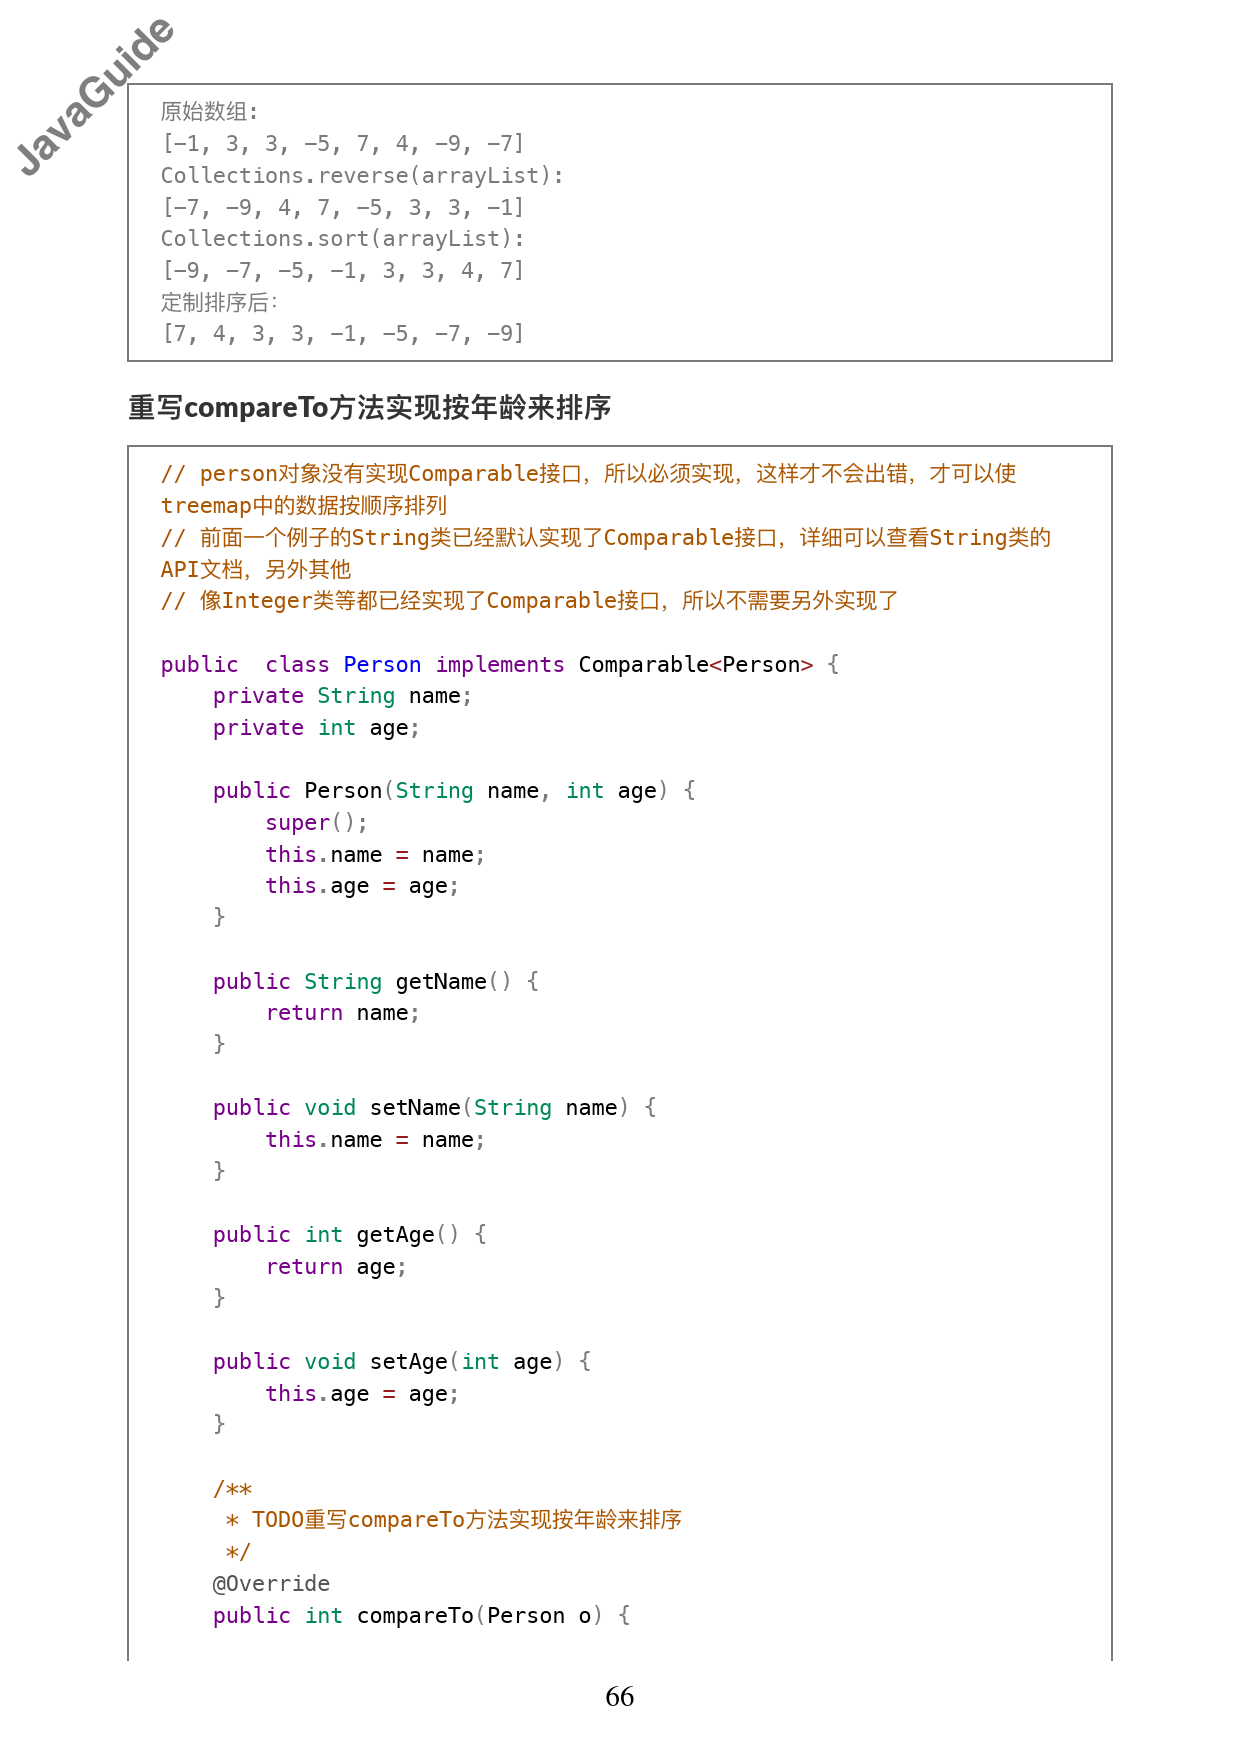 JavaGuide
原始数组:
[-1, 3, 3, -5, 7, 4, -9, -7]
Collections.reverse(arrayList):
[-7, -9, 4, 7, -5, 3, 3, -1]
Collections.sort(arrayList):
[-9, -7, -5, -1, 3, 3, 4, 7]
定制排序后：
[7, 4, 3, 3, -1, -5, -7, -9]
重写compareTo方法实现按年龄来排序
// person对象没有实现Comparable接口，所以必须实现，这样才不会出错，才可以使
treemap中的数据按顺序排列
// 前面一个例子的String类已经默认实现了Comparable接口，详细可以查看String类的
API文档，另外其他
// 像Integer类等都已经实现了Comparable接口，所以不需要另外实现了
public  class Person implements Comparable<Person> {
    private String name;
    private int age;
    public Person(String name, int age) {
        super();
        this.name = name;
        this.age = age;
    }
    public String getName() {
        return name;
    }
    public void setName(String name) {
        this.name = name;
    }
    public int getAge() {
        return age;
    }
    public void setAge(int age) {
        this.age = age;
    }
    /**
     * TODO重写compareTo方法实现按年龄来排序
     */
    @Override
    public int compareTo(Person o) {
66